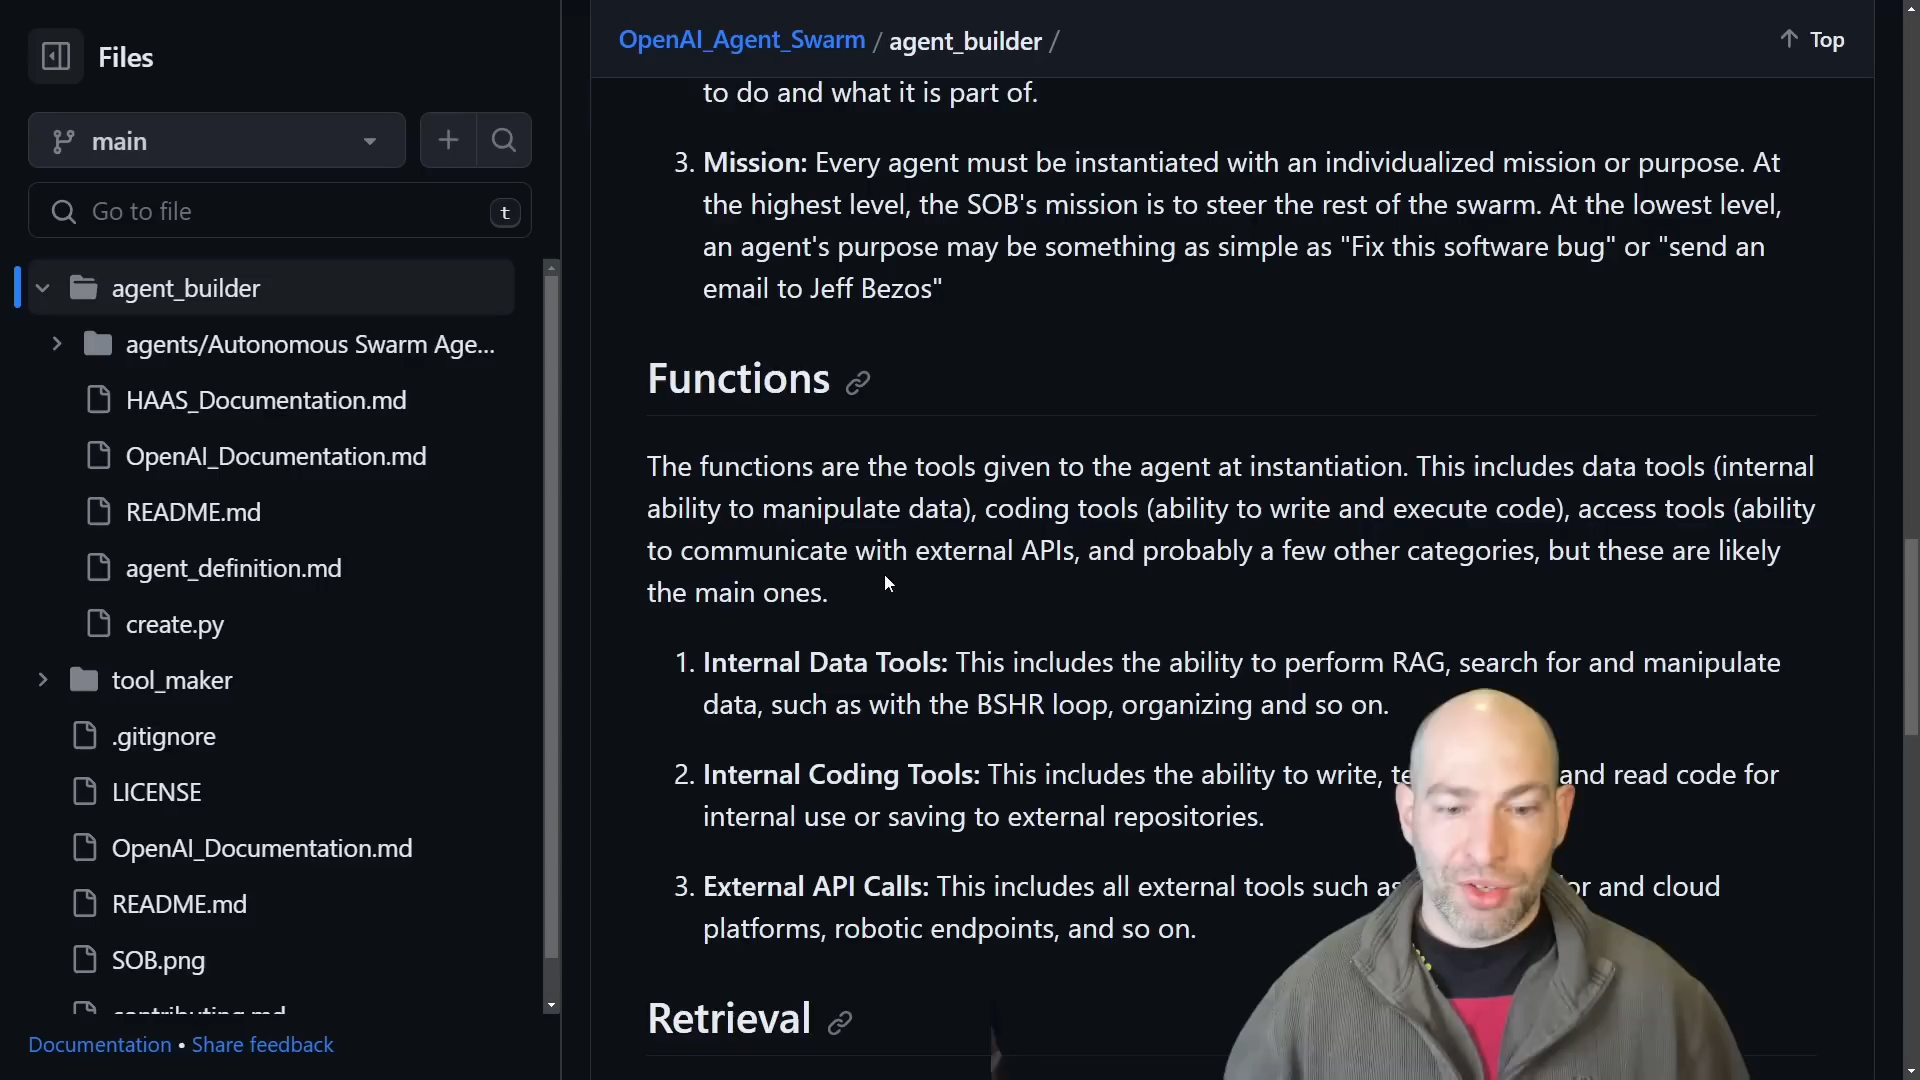 Files
main
Go to file
t
agent_builder
agents/Autonomous Swarm Age...
HAAS_Documentation.md
OpenAI_Documentation.md
README.md
agent_definition.md
create.py
tool_maker
.gitignore
LICENSE
OpenAI_Documentation.md
README.md
SOB.png
contributing.md
Documentation • Share feedback
OpenAI_Agent_Swarm / agent_builder /
Top
to do and what it is part of.
3. Mission: Every agent must be instantiated with an individualized mission or purpose. At
the highest level, the SOB's mission is to steer the rest of the swarm. At the lowest level,
an agent's purpose may be something as simple as "Fix this software bug" or "send an
email to Jeff Bezos"
Functions
The functions are the tools given to the agent at instantiation. This includes data tools (internal
ability to manipulate data), coding tools (ability to write and execute code), access tools (ability
to communicate with external APIs, and probably a few other categories, but these are likely
the main ones.
1. Internal Data Tools: This includes the ability to perform RAG, search for and manipulate
data, such as with the BSHR loop, organizing and so on.
2. Internal Coding Tools: This includes the ability to write, and read code for
internal use or saving to external repositories.
3. External API Calls: This includes all external tools such as and cloud
platforms, robotic endpoints, and so on.
Retrieval